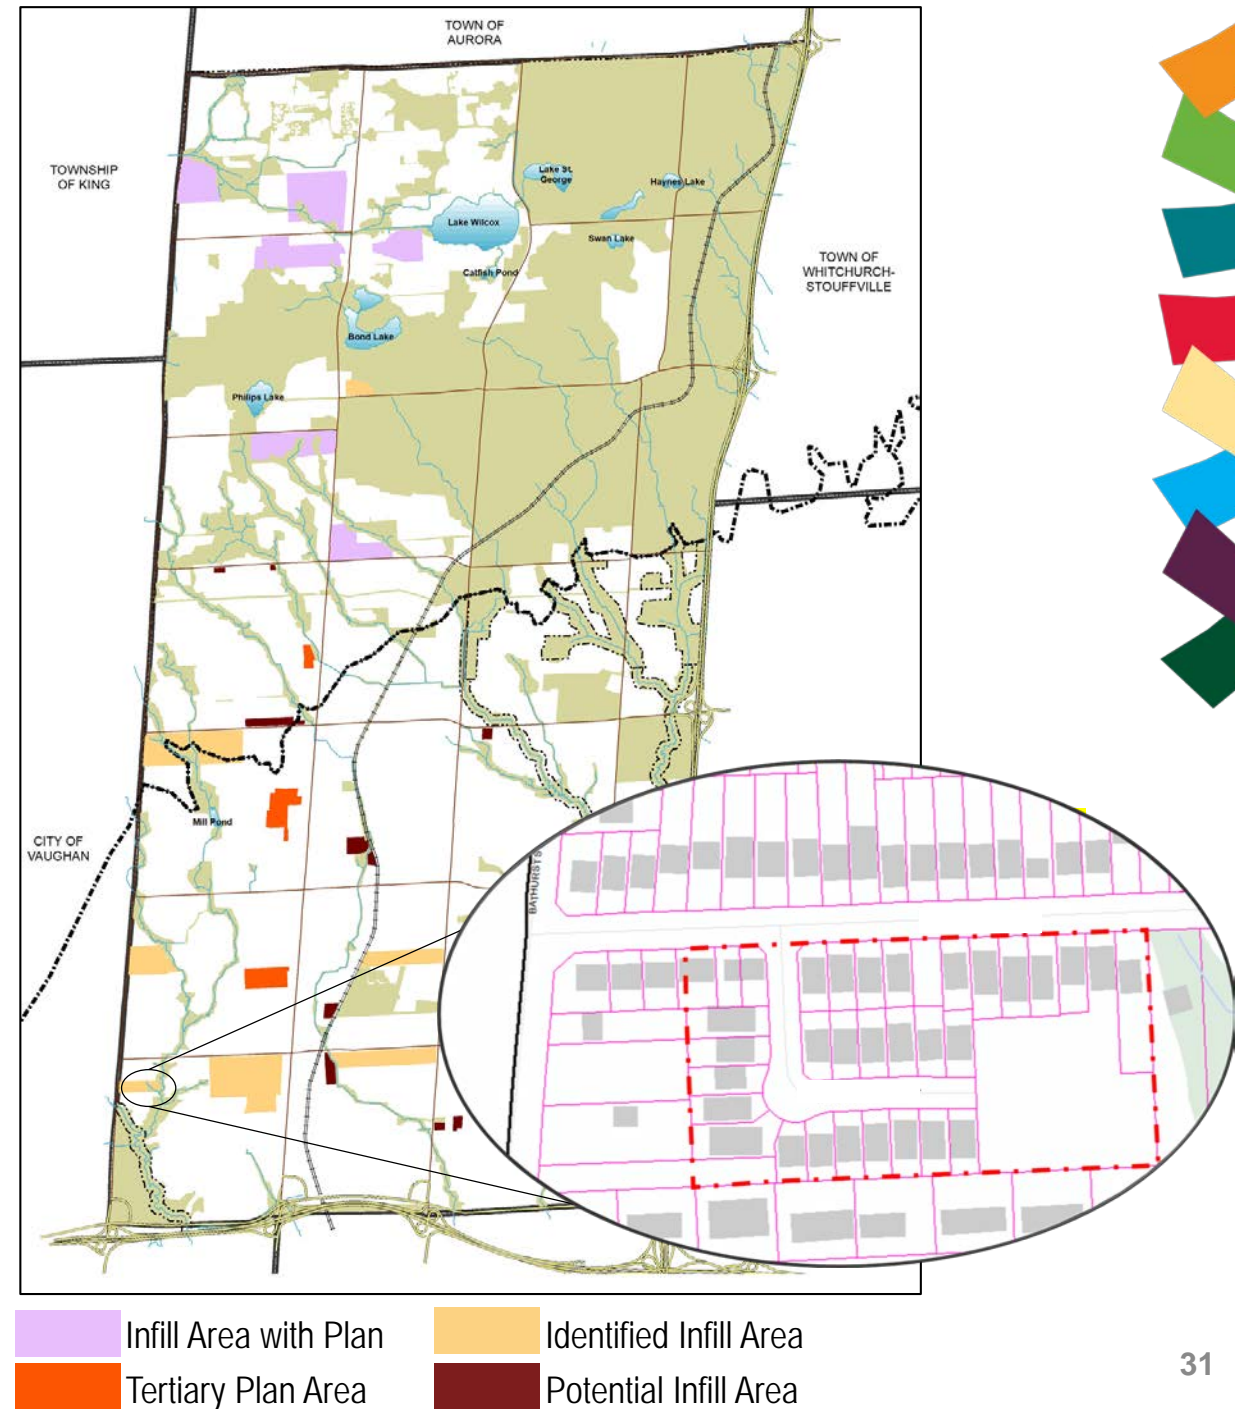 TOWN OF
AURORA
TOWNSHIP
OF KING
Lake St.
George
Haynes Lake
Lake Wilcox
Swan Lake
Catfish Pond
TOWN OF
WHITCHURCH-
STOUFFVILLE
Bond Lake
Philips Lake
Mill Pond
CITY OF
VAUGHAN
BATHURST S
Infill Area with Plan
Identified Infill Area
Tertiary Plan Area
Potential Infill Area
31